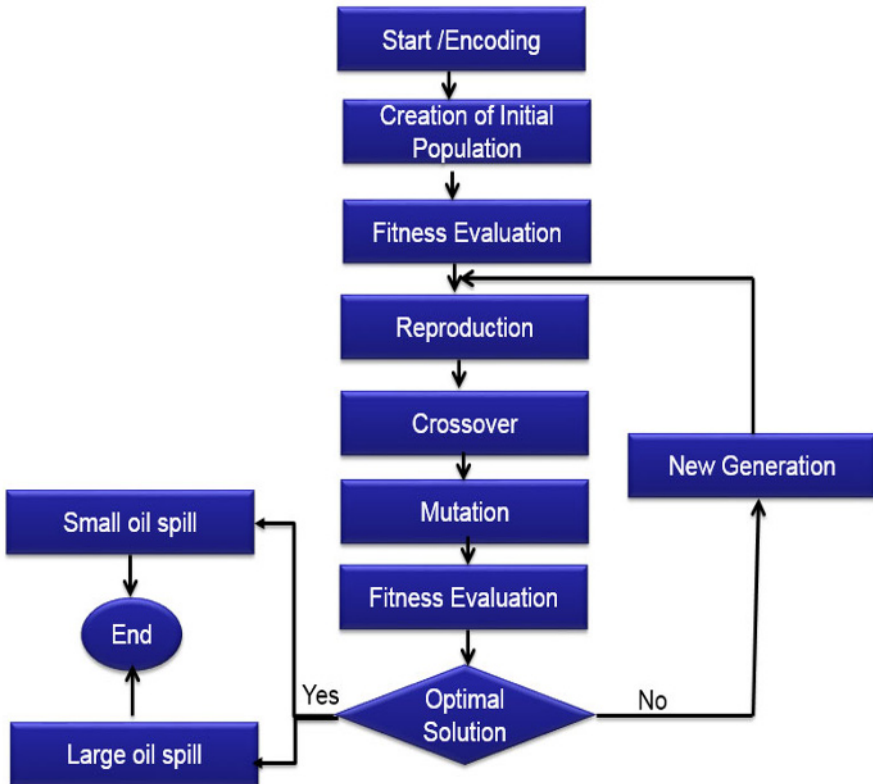 Start /Encoding
Creation of Initial
Population
Fitness Evaluation
Reproduction
Crossover
New Generation
Mutation
Small oil spill
Fitness Evaluation
End
Yes
Optimal
Solution
No
Large oil spill